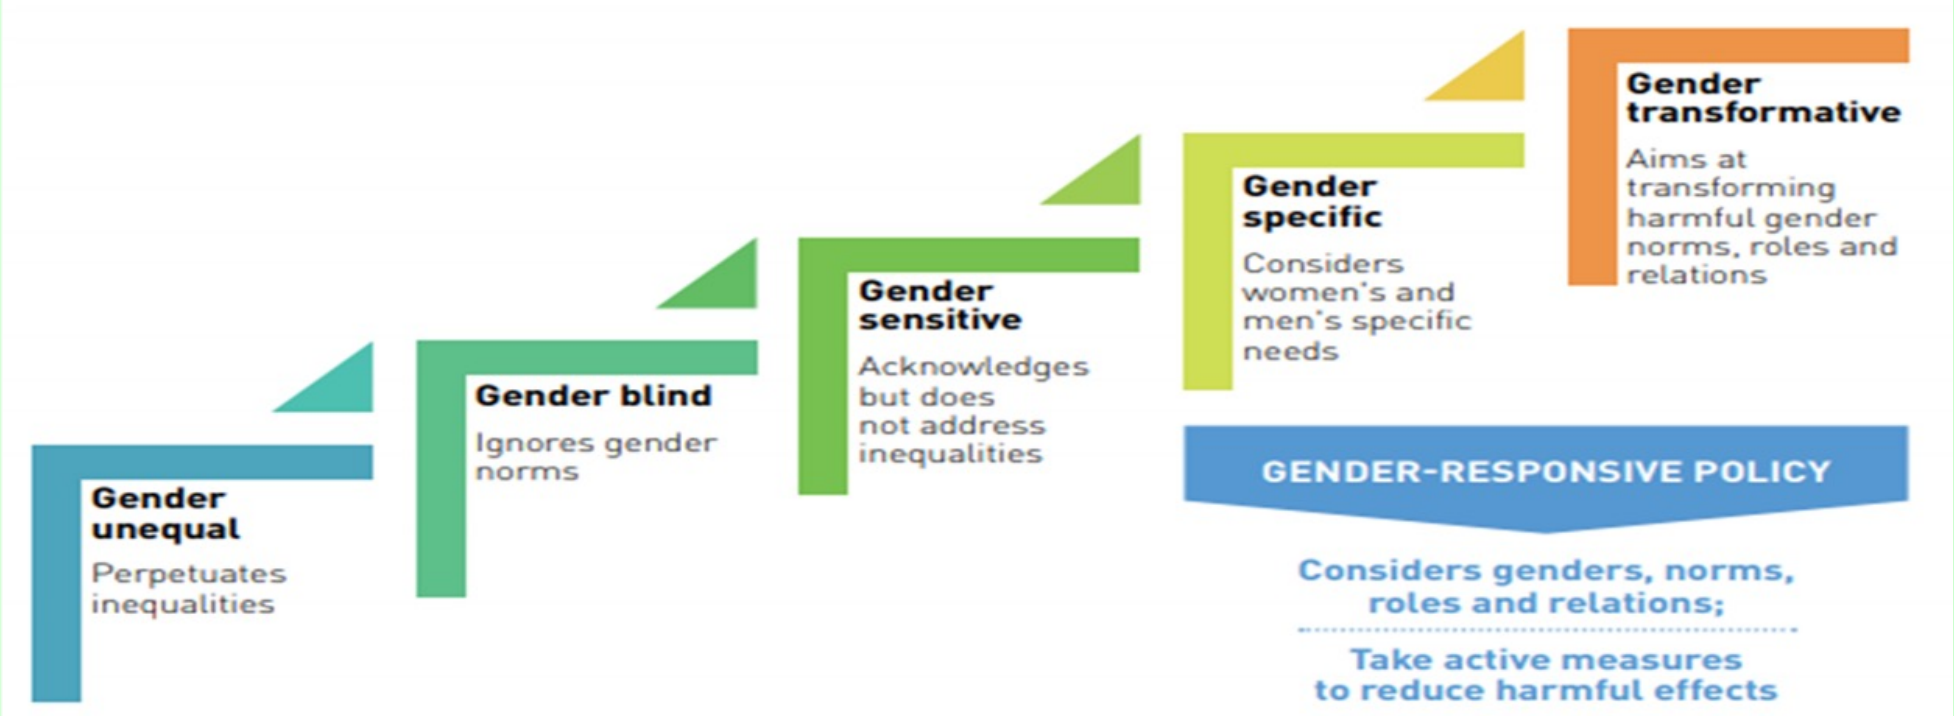 Gender
unequal
Perpetuates
inequalities
Gender blind
Ignores gender
norms
Gender
sensitive
Acknowledges
but does
not address
inequalities
Gender
specific
Considers
women's and
men's specific
needs
Gender
transformative
Aims at
transforming
harmful gender
norms, roles and
relations
GENDER-RESPONSIVE POLICY
Considers genders, norms,
roles and relations;
Take active measures
to reduce harmful effects